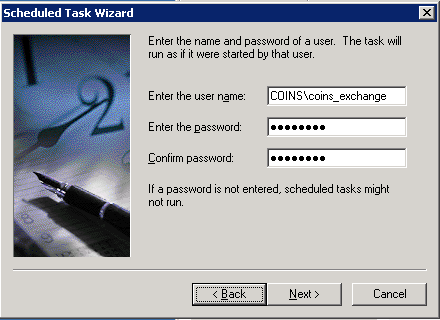 Scheduled Task Wizard
Enter the name and password of a user. The task will
run as if it were started by that user.
Enter the user name: COINS\coins_exchange
Enter the password: ●●●●●●●●
Confirm password: ●●●●●●●●
If a password is not entered, scheduled tasks might
not run.
< Back Next > Cancel